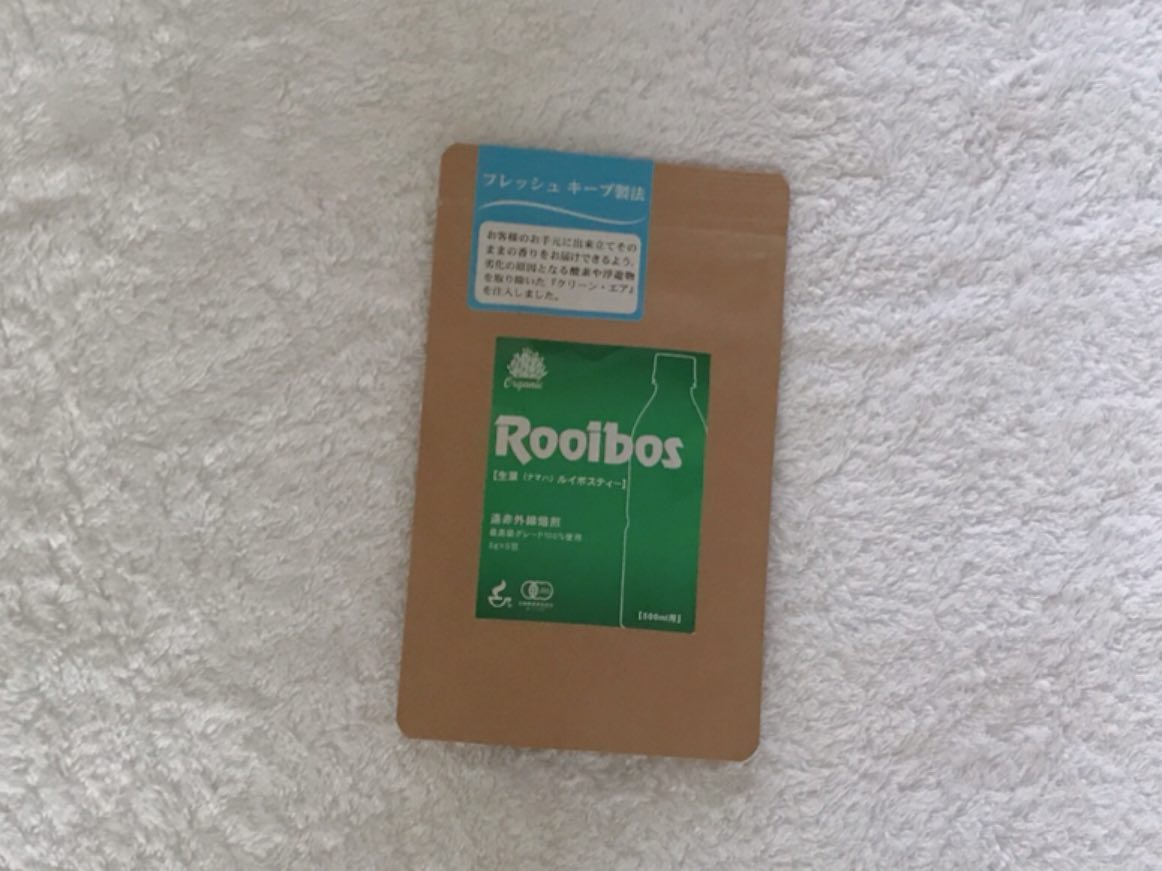 フレッシュ キープ製法
お客様のお手元に出来立てその
ままの香りをお届けできるよう、
劣化の原因となる酸素や浮遊物
を取り除いた『クリーン・エア』
を注入しました。
Organic
Rooibos
【生葉（ナマハ）ルイボスティー】
遠赤外線焙煎
最高級グレード100%使用
【500ml用】